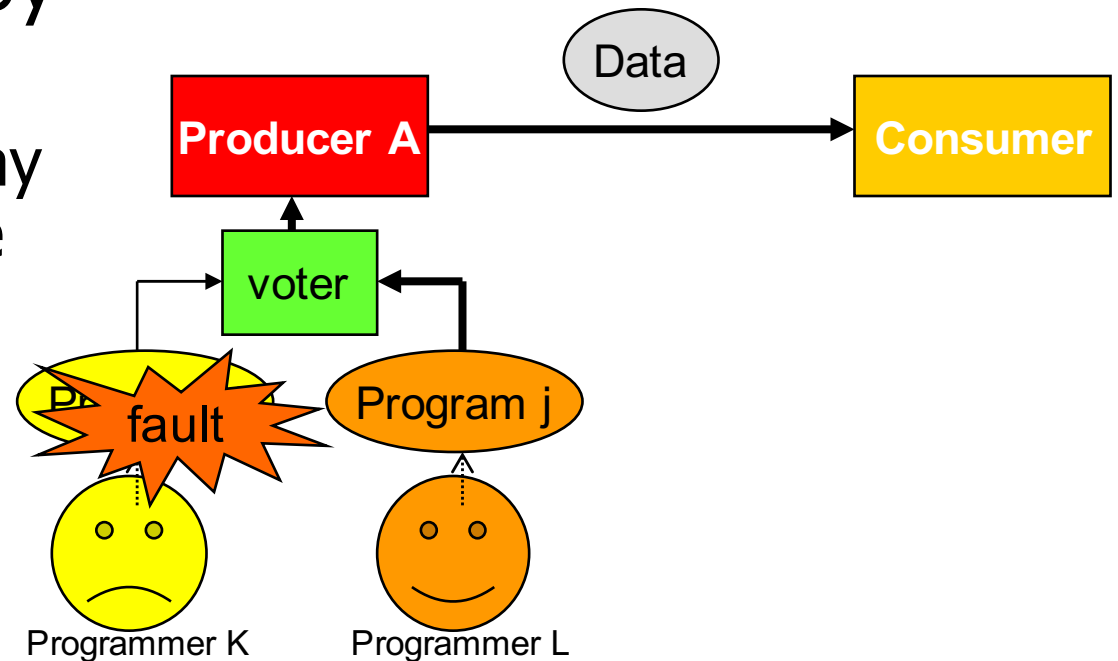 Data
Producer A
Consumer
voter
fault
Program j
Programmer K
Programmer L